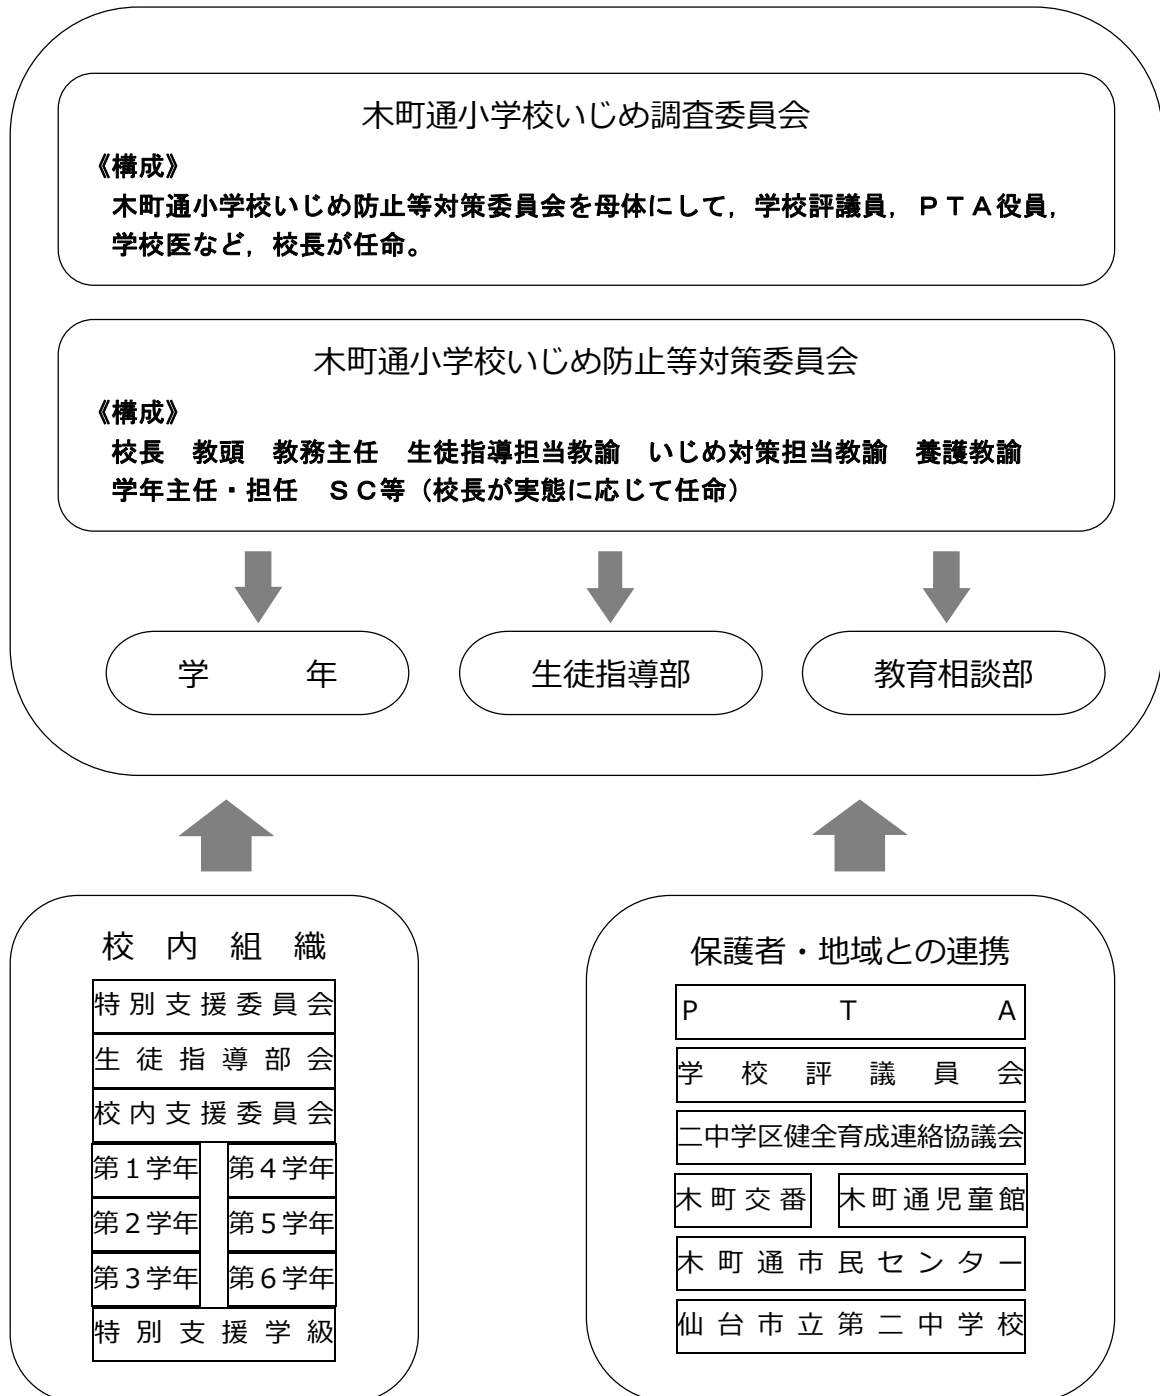 木町通小学校いじめ調査委員会
《構成》
木町通小学校いじめ防止等対策委員会を母体にして，学校評議員，ＰＴＡ役員，
学校医など，校長が任命。
木町通小学校いじめ防止等対策委員会
《構成》
校長　教頭　教務主任　生徒指導担当教諭　いじめ対策担当教諭　養護教諭
学年主任・担任　ＳＣ等（校長が実態に応じて任命）
学　年
生徒指導部
教育相談部
校内組織
特別支援委員会
生徒指導部会
校内支援委員会
第１学年　第４学年
第２学年　第５学年
第３学年　第６学年
特別支援学級
保護者・地域との連携
ＰＴＡ
学校評議員会
二中学区健全育成連絡協議会
木町交番　木町通児童館
木町通市民センター
仙台市立第二中学校